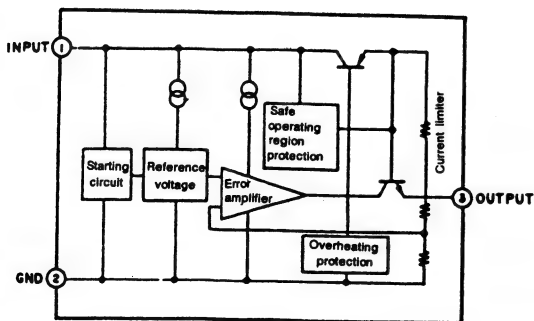 INPUT 1
Safe
operating
region
protection
Current limiter
Starting
circuit
Reference
voltage
Error
amplifier
3 OUTPUT
Overheating
protection
GND 2